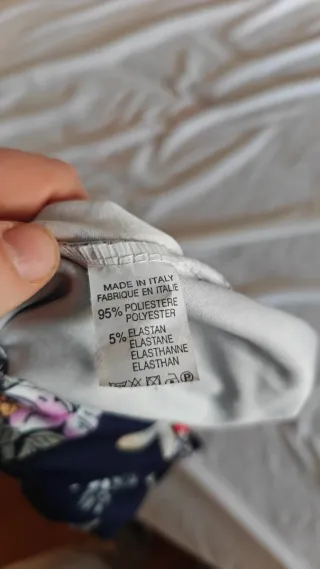 MADE IN ITALY
FABRIQUE EN ITALIE
95% POLIESTERE
POLYESTER
5% ELASTAN
ELASTANE
ELASTHANNE
ELASTHAN
P